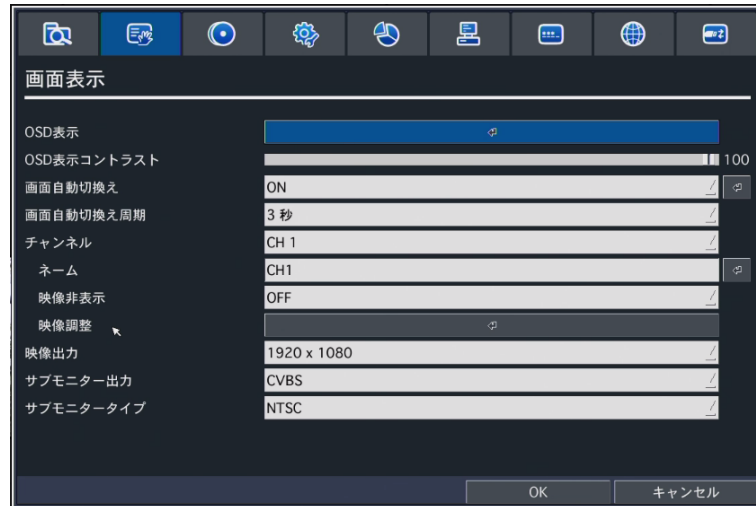 画面表示
OSD表示
OSD表示コントラスト 100
画面自動切換え ON
画面自動切換え周期 3 秒
チャンネル CH 1
ネーム CH1
映像非表示 OFF
映像調整
映像出力 1920 x 1080
サブモニター出力 CVBS
サブモニタータイプ NTSC
OK キャンセル